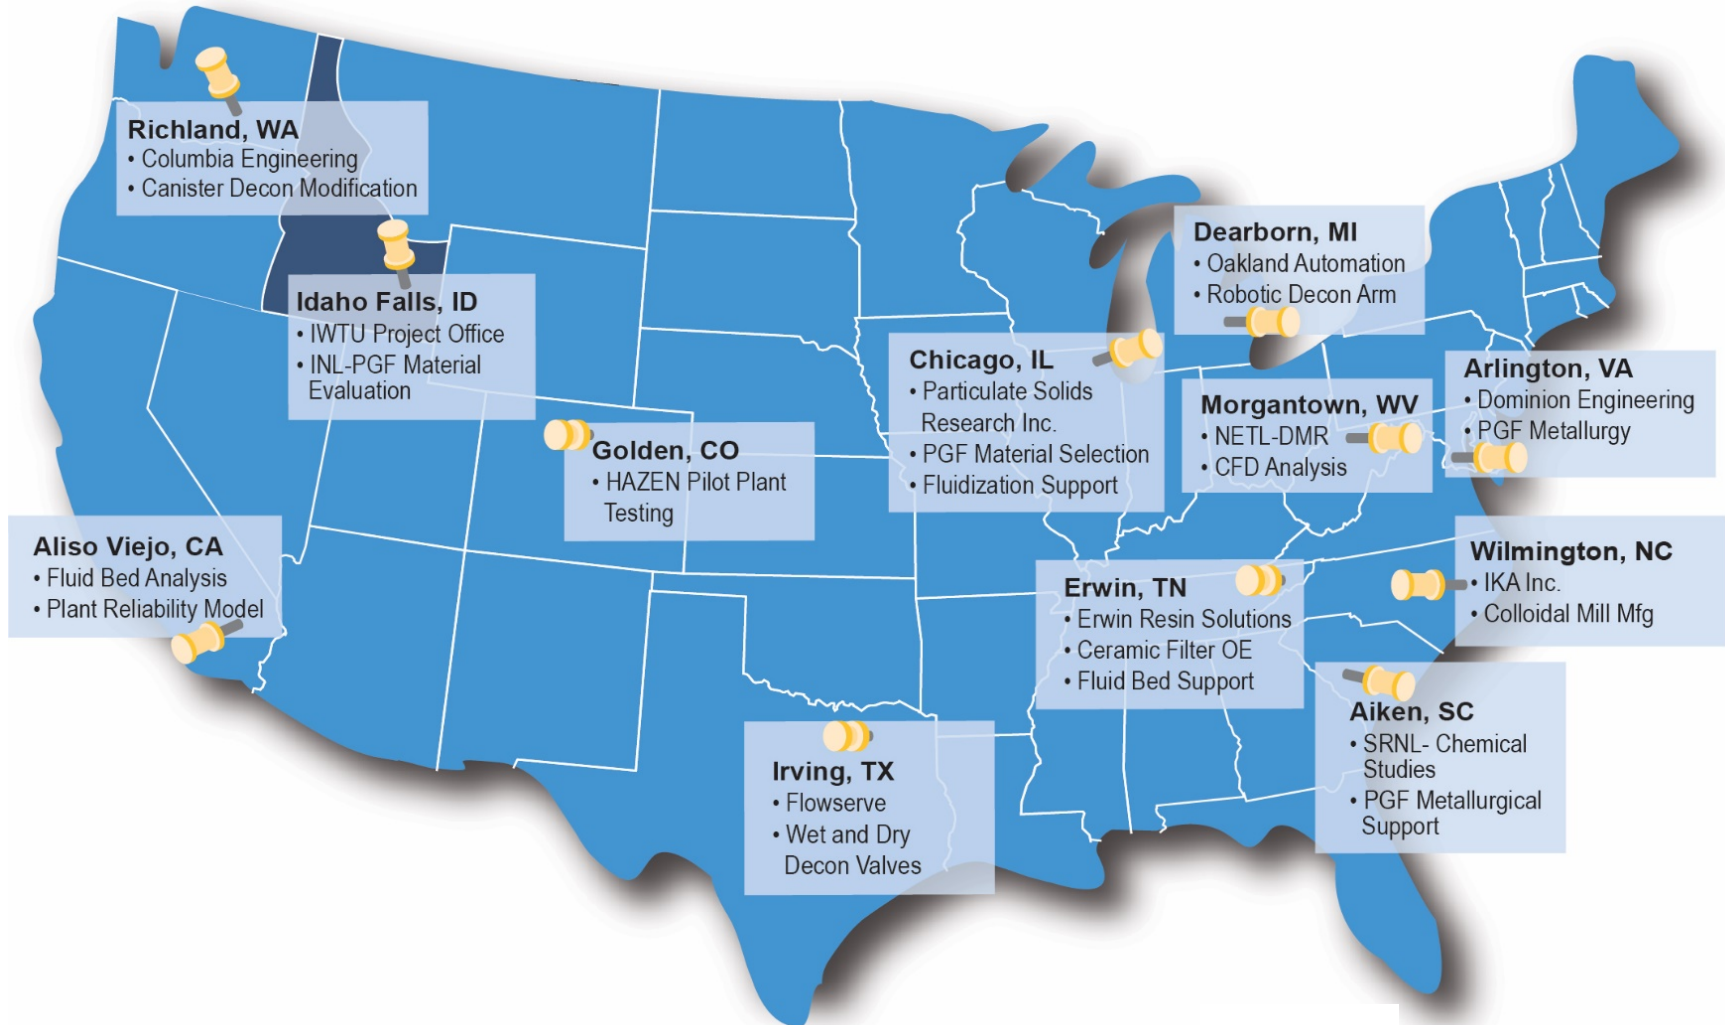 Richland, WA
• Columbia Engineering
• Canister Decon Modification
Idaho Falls, ID
• IWTU Project Office
• INL-PGF Material
Evaluation
Golden, CO
• HAZEN Pilot Plant
Testing
Aliso Viejo, CA
• Fluid Bed Analysis
• Plant Reliability Model
Irving, TX
• Flowserve
• Wet and Dry
Decon Valves
Chicago, IL
• Particulate Solids
Research Inc.
• PGF Material Selection
• Fluidization Support
Dearborn, MI
• Oakland Automation
• Robotic Decon Arm
Morgantown, WV
• NETL-DMR
• CFD Analysis
Arlington, VA
• Dominion Engineering
• PGF Metallurgy
Erwin, TN
• Erwin Resin Solutions
• Ceramic Filter OE
• Fluid Bed Support
Wilmington, NC
• IKA Inc.
• Colloidal Mill Mfg
Aiken, SC
• SRNL- Chemical
Studies
• PGF Metallurgical
Support